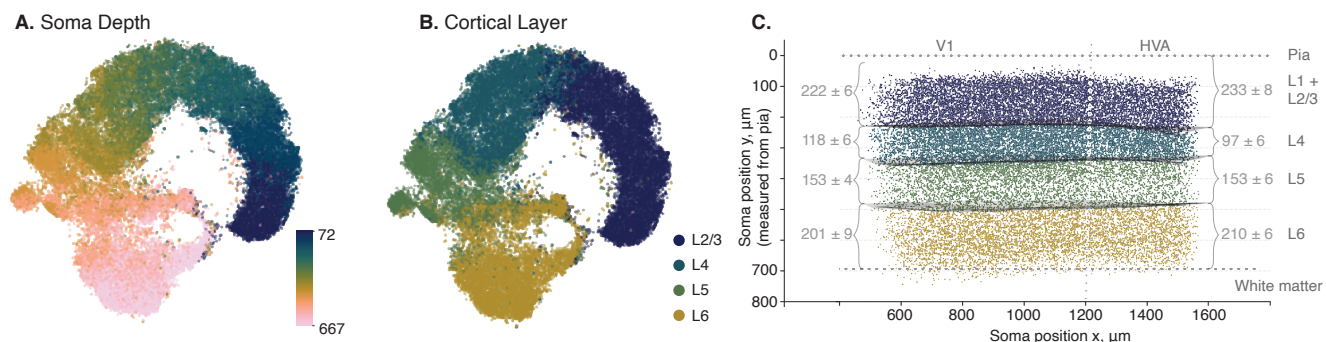 A. Soma Depth
72
667
B. Cortical Layer
L2/3
L4
L5
L6
C.
V1
HVA
Soma position y, μm
(measured from pia)
0
100
700
800
222 ± 6
118 ± 6
153 ± 4
201 ± 9
233 ± 8
97 ± 6
153 ± 6
210 ± 6
Pia
L1 +
L2/3
L4
L5
L6
White matter
600
800
1000
1200
1400
1600
Soma position x, μm